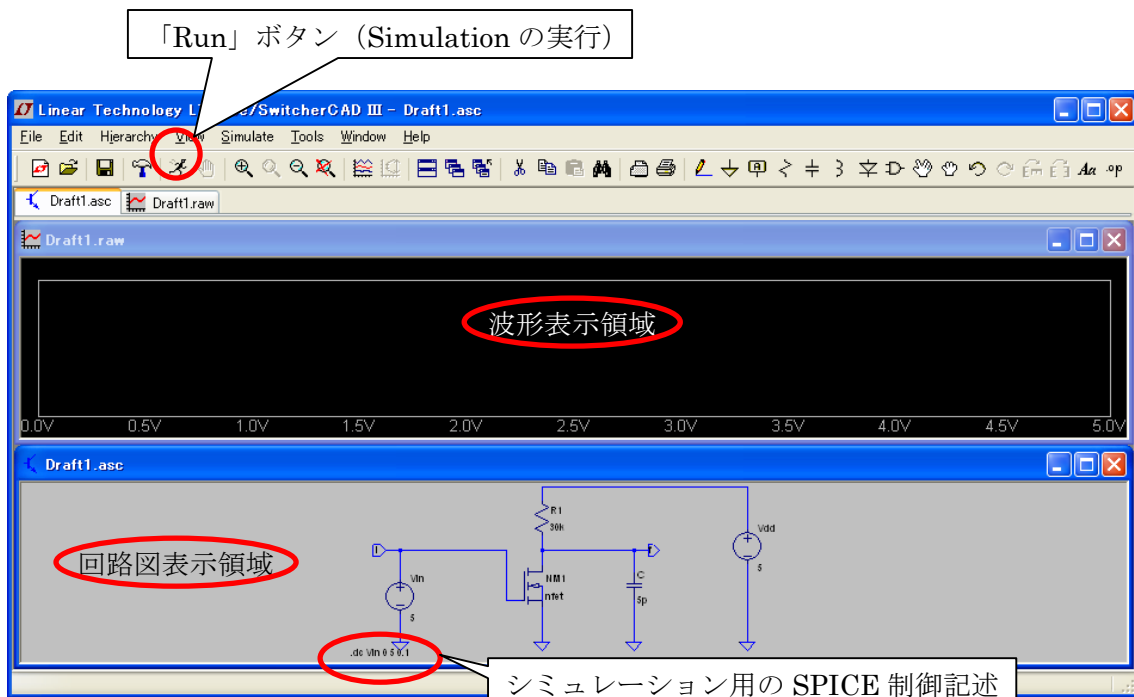 「Run」ボタン（Simulation の実行）
Linear Technology L e/SwitcherCAD III - Draft1.asc
File Edit Hierarchy View Simulate Tools Window Help
Aa .op
Draft1.asc Draft1.raw
Draft1.raw
波形表示領域
0.0V 0.5V 1.0V 1.5V 2.0V 2.5V 3.0V 3.5V 4.0V 4.5V 5.0V
Draft1.asc
回路図表示領域
R1
30k
Vdd
5
Vin
5
NM1
nfet
C
5p
.dc Vin 0 5 0.1
シミュレーション用の SPICE 制御記述